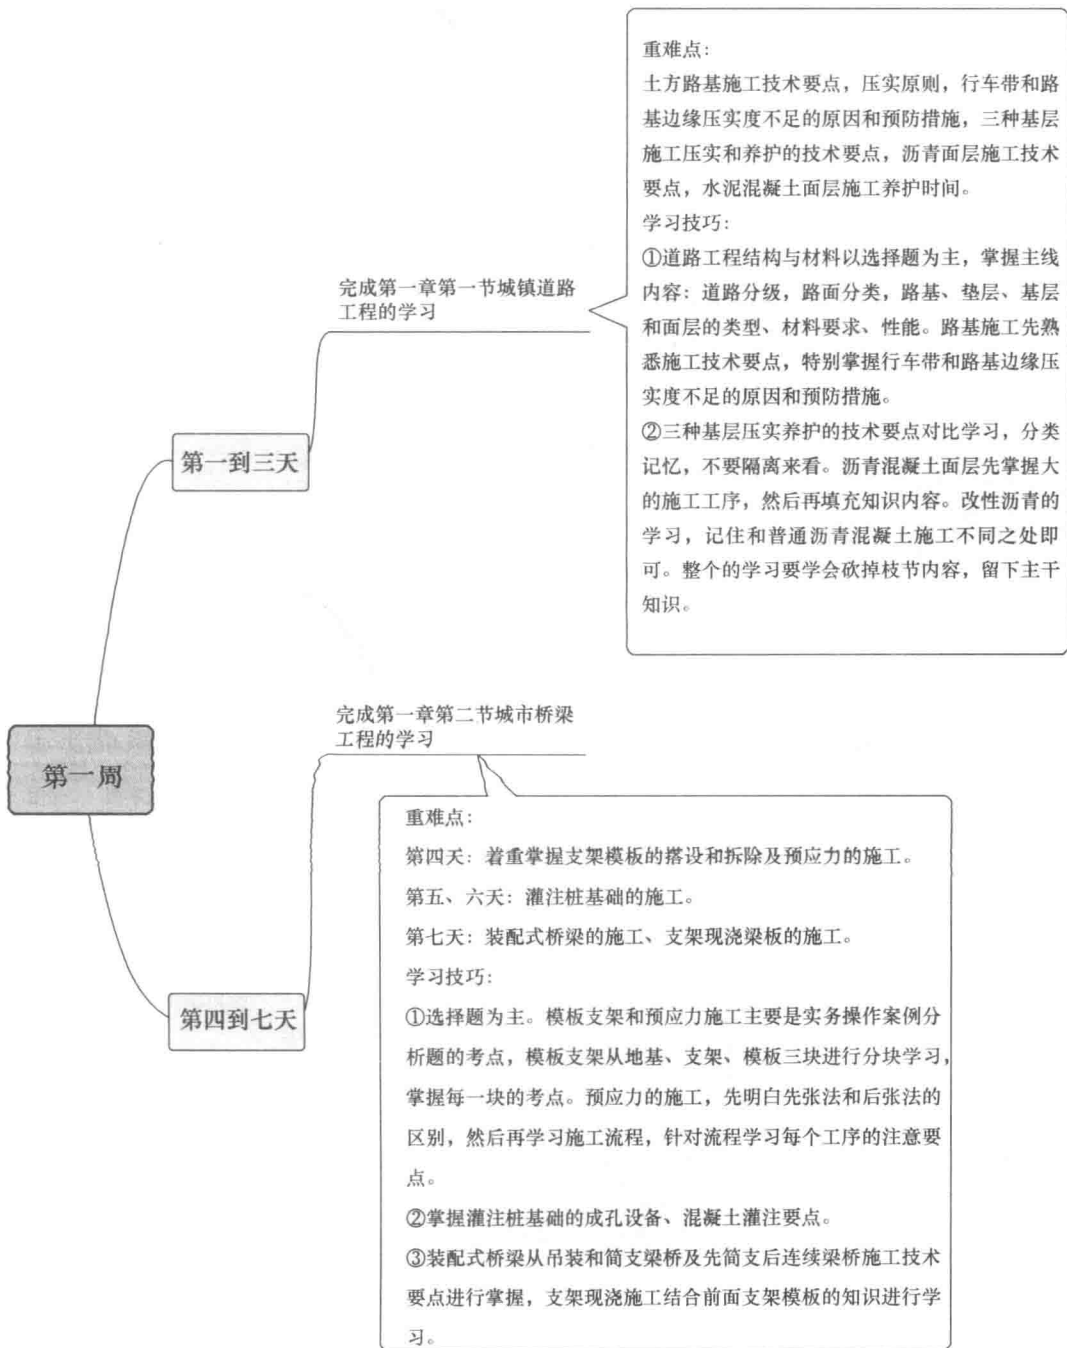 第一周
第一到三天
完成第一章第一节城镇道路
工程的学习
重难点：
土方路基施工技术要点，压实原则，行车带和路
基边缘压实度不足的原因和预防措施，三种基层
施工压实和养护的技术要点，沥青面层施工技术
要点，水泥混凝土面层施工养护时间。
学习技巧：
①道路工程结构与材料以选择题为主，掌握主线
内容：道路分级，路面分类，路基、垫层、基层
和面层的类型、材料要求、性能。路基施工先熟
悉施工技术要点，特别掌握行车带和路基边缘压
实度不足的原因和预防措施。
②三种基层压实养护的技术要点对比学习，分类
记忆，不要隔离来看。沥青混凝土面层先掌握大
的施工工序，然后再填充知识内容。改性沥青的
学习，记住和普通沥青混凝土施工不同之处即
可。整个的学习要学会砍掉枝节内容，留下主干
知识。
第四到七天
完成第一章第二节城市桥梁
工程的学习
重难点：
第四天：着重掌握支架模板的搭设和拆除及预应力的施工。
第五、六天：灌注桩基础的施工。
第七天：装配式桥梁的施工、支架现浇梁板的施工。
学习技巧：
①选择题为主。模板支架和预应力施工主要是实务操作案例分
析题的考点，模板支架从地基、支架、模板三块进行分块学习，
掌握每一块的考点。预应力的施工，先明白先张法和后张法的
区别，然后再学习施工流程，针对流程学习每个工序的注意要
点。
②掌握灌注桩基础的成孔设备、混凝土灌注要点。
③装配式桥梁从吊装和简支梁桥及先简支后连续梁桥施工技术
要点进行掌握，支架现浇施工结合前面支架模板的知识进行学
习。